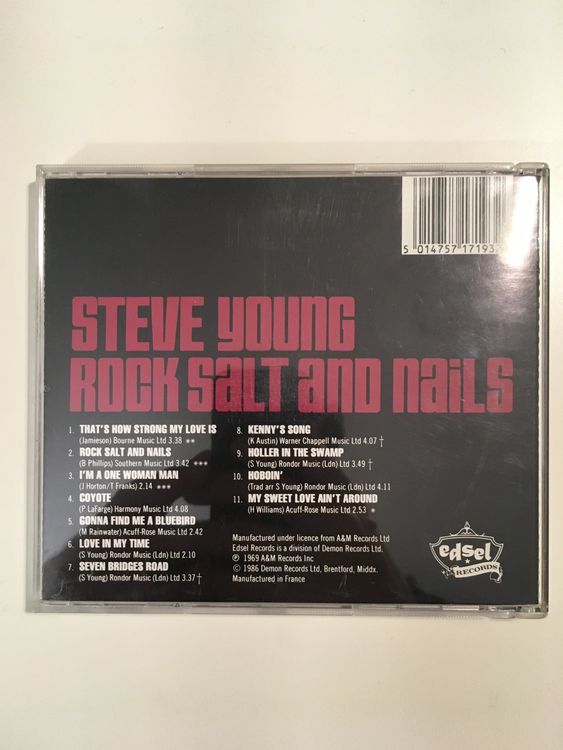 5 014757 17193
STEVE YOUNG
ROCK SALT AND NAILS
1. THAT'S HOW STRONG MY LOVE IS
(Jamieson) Bourne Music Ltd 3.38 **
2. ROCK SALT AND NAILS
(B Phillips) Southern Music Ltd 3.42 ***
3. I'M A ONE WOMAN MAN
(J Horton/T Franks) 2.14 ***
4. COYOTE
(P LaFarge) Harmony Music Ltd 4.08
5. GONNA FIND ME A BLUEBIRD
(M Rainwater) Acuff-Rose Music Ltd 2.42
6. LOVE IN MY TIME
(S Young) Rondor Music (Ldn) Ltd 2.10
7. SEVEN BRIDGES ROAD
(S Young) Rondor Music (Ldn) Ltd 3.37 †
8. KENNY'S SONG
(K Austin) Warner Chappell Music Ltd 4.07 †
9. HOLLER IN THE SWAMP
(S Young) Rondor Music (Ldn) Ltd 3.49 †
10. HOBOIN'
(Trad arr S Young) Rondor Music (Ldn) Ltd 4.11
11. MY SWEET LOVE AIN'T AROUND
(H Williams) Acuff-Rose Music Ltd 2.53 *
Manufactured under licence from A&M Records Ltd
Edsel Records is a division of Demon Records Ltd.
℗ 1969 A&M Records Inc
© 1986 Demon Records Ltd, Brentford, Middx.
Manufactured in France
edsel
RECORDS